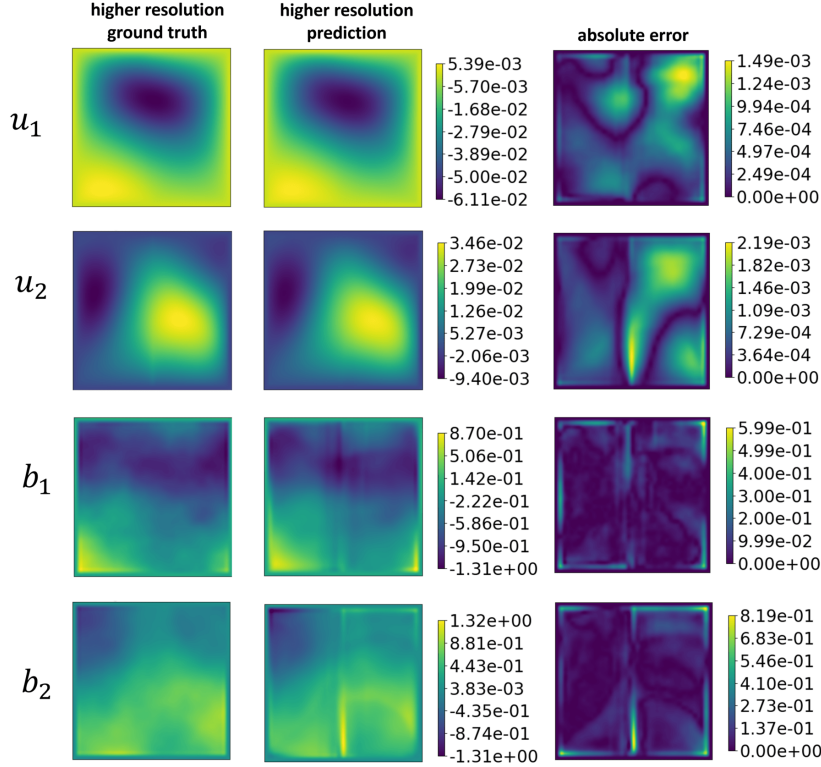 higher resolution
ground truth
higher resolution
prediction
absolute error
u₁
5.39e-03
-5.70e-03
-1.68e-02
-2.79e-02
-3.89e-02
-5.00e-02
-6.11e-02
1.49e-03
1.24e-03
9.94e-04
7.46e-04
4.97e-04
2.49e-04
0.00e+00
u₂
3.46e-02
2.73e-02
1.99e-02
1.26e-02
5.27e-03
-2.06e-03
-9.40e-03
2.19e-03
1.82e-03
1.46e-03
1.09e-03
7.29e-04
3.64e-04
0.00e+00
b₁
8.70e-01
5.06e-01
1.42e-01
-2.22e-01
-5.86e-01
-9.50e-01
-1.31e+00
5.99e-01
4.99e-01
4.00e-01
3.00e-01
2.00e-01
9.99e-02
0.00e+00
b₂
1.32e+00
8.81e-01
4.43e-01
3.83e-03
-4.35e-01
-8.74e-01
-1.31e+00
8.19e-01
6.83e-01
5.46e-01
4.10e-01
2.73e-01
1.37e-01
0.00e+00